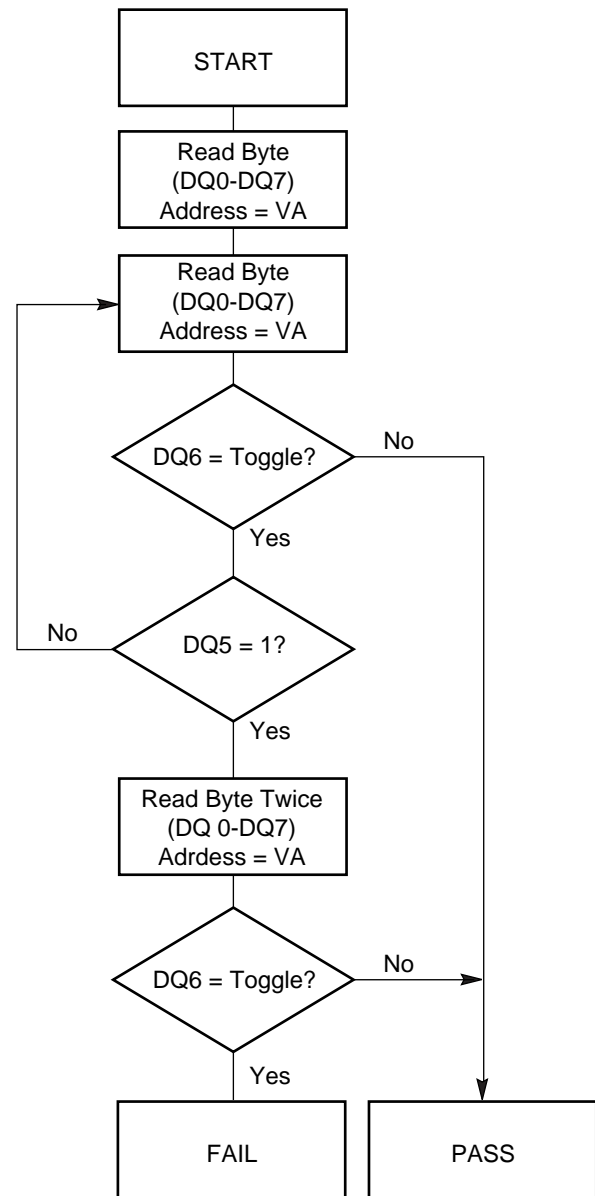 START
Read Byte
(DQ0-DQ7)
Address = VA
Read Byte
(DQ0-DQ7)
Address = VA
DQ6 = Toggle?
No
Yes
No
DQ5 = 1?
Yes
Read Byte Twice
(DQ 0-DQ7)
Adrdess = VA
DQ6 = Toggle?
No
Yes
FAIL
PASS